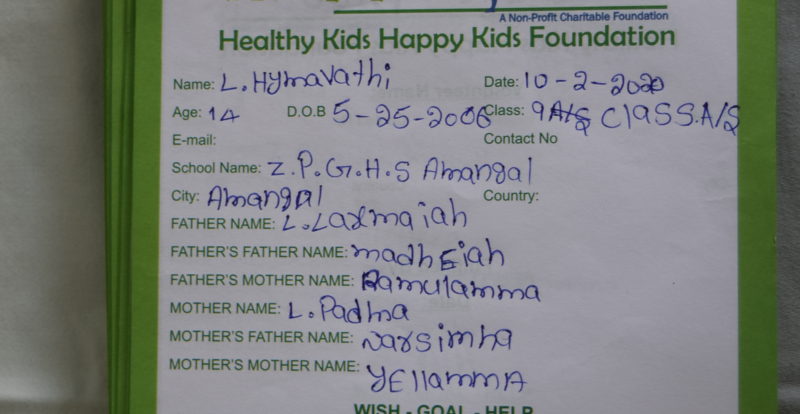 A Non-Profit Charitable Foundation
Healthy Kids Happy Kids Foundation
Name: L. Hymavathi Date: 10-2-2020
Age: 14 D.O.B 5-25-2006 Class: 9 A/S CLASS.A/S
E-mail: Contact No
School Name: Z.P.G.H.S Amangal
City: Amangal Country:
FATHER NAME: L. Laxmaiah
FATHER'S FATHER NAME: madhEiah
FATHER'S MOTHER NAME: Ramulamma
MOTHER NAME: L. Padma
MOTHER'S FATHER NAME: Narsimha
MOTHER'S MOTHER NAME: YEllammA
WISH - GOAL - HELP